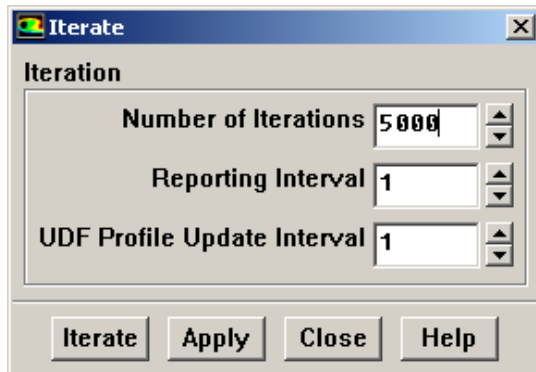 Iterate
Iteration
Number of Iterations 5000
Reporting Interval 1
UDF Profile Update Interval 1
Iterate Apply Close Help